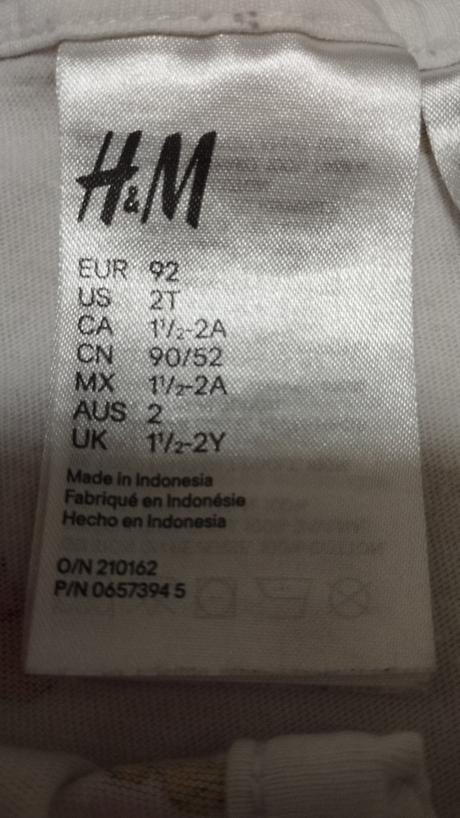 H&M
EUR 92
US 2T
CA 1½-2A
CN 90/52
MX 1½-2A
AUS 2
UK 1½-2Y
Made in Indonesia
Fabriqué en Indonésie
Hecho en Indonesia
O/N 210162
P/N 0657394 5